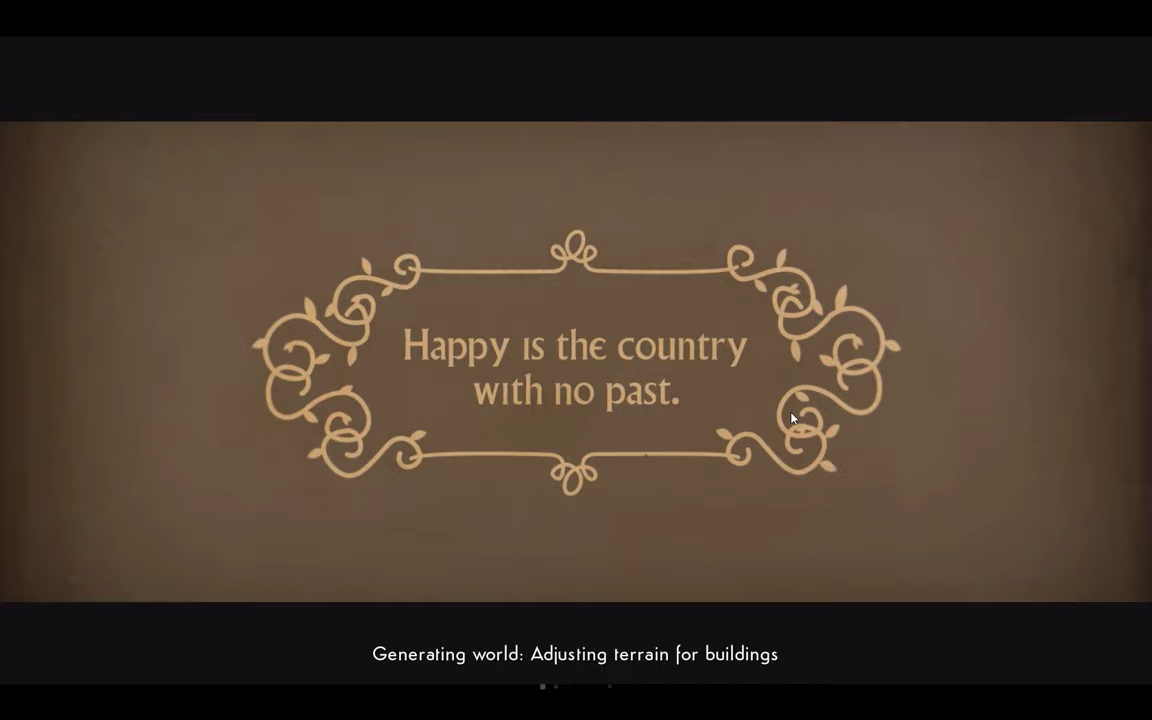 Happy is the country
with no past.
Generating world: Adjusting terrain for buildings